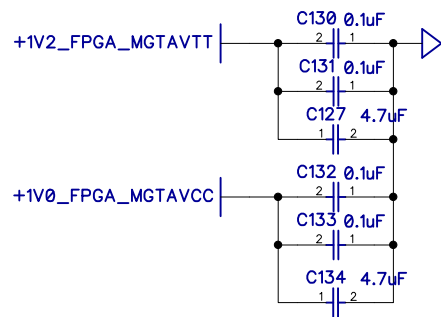 C130 0.1uF
+1V2_FPGA_MGTAVTT 2 1
C131 0.1uF
2 1
C127 4.7uF
1 2
C132 0.1uF
+1V0_FPGA_MGTAVCC 2 1
C133 0.1uF
2 1
C134 4.7uF
1 2